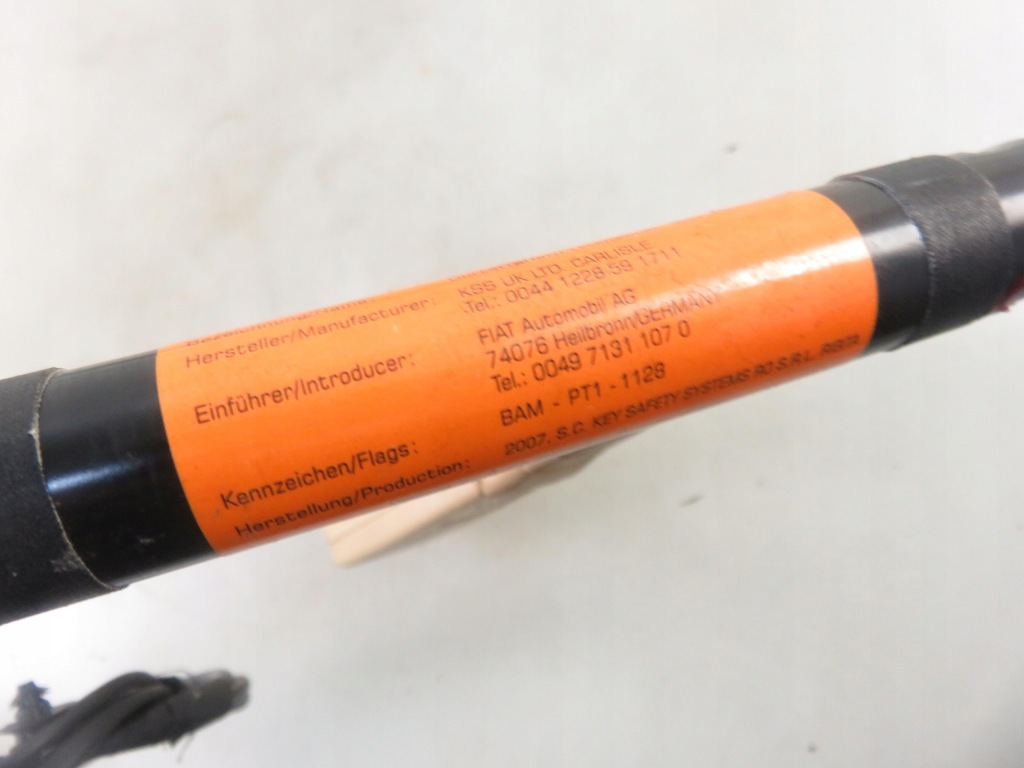 Hersteller/Manufacturer: KSS UK LTD. CARLISLE
Tel.: 0044 1228 59 1711
Einführer/Introducer: FIAT Automobil AG
74076 Heilbronn/GERMANY
Tel.: 0049 7131 107 0
Kennzeichen/Flags: BAM - PT1 - 1128
Herstellung/Production: 2007, S.C. KEY SAFETY SYSTEMS RO S.R.L.